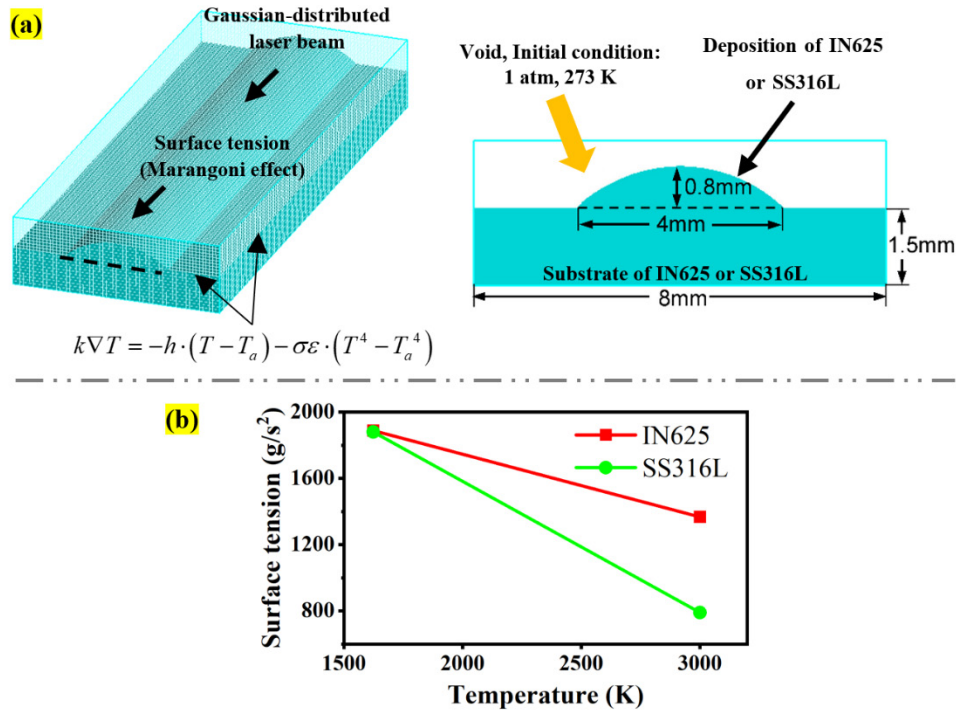 (a)
Gaussian-distributed
laser beam
Surface tension
(Marangoni effect)
k∇T = −h·(T−Tₐ)−σε·(T⁴−Tₐ⁴)
Void, Initial condition:
1 atm, 273 K
Deposition of IN625
or SS316L
0.8mm
4mm
1.5mm
Substrate of IN625 or SS316L
8mm
(b)
Surface tension (g/s²)
2000
1600
1200
800
IN625
SS316L
1500
2000
2500
3000
Temperature (K)